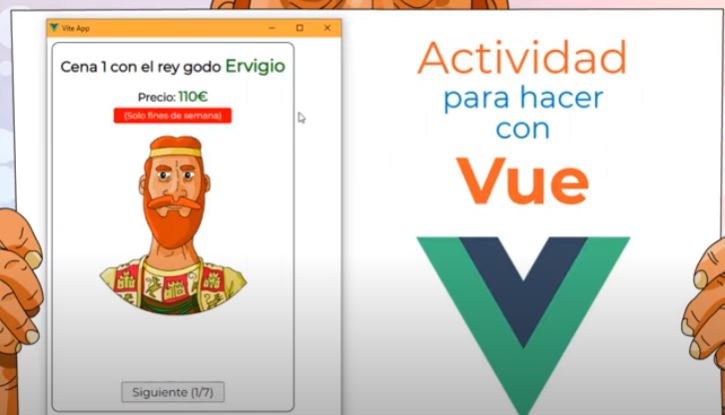 Vite App
Cena 1 con el rey godo Ervigio
Precio: 110€
(Solo fines de semana)
Siguiente (1/7)
Actividad
para hacer
con
Vue